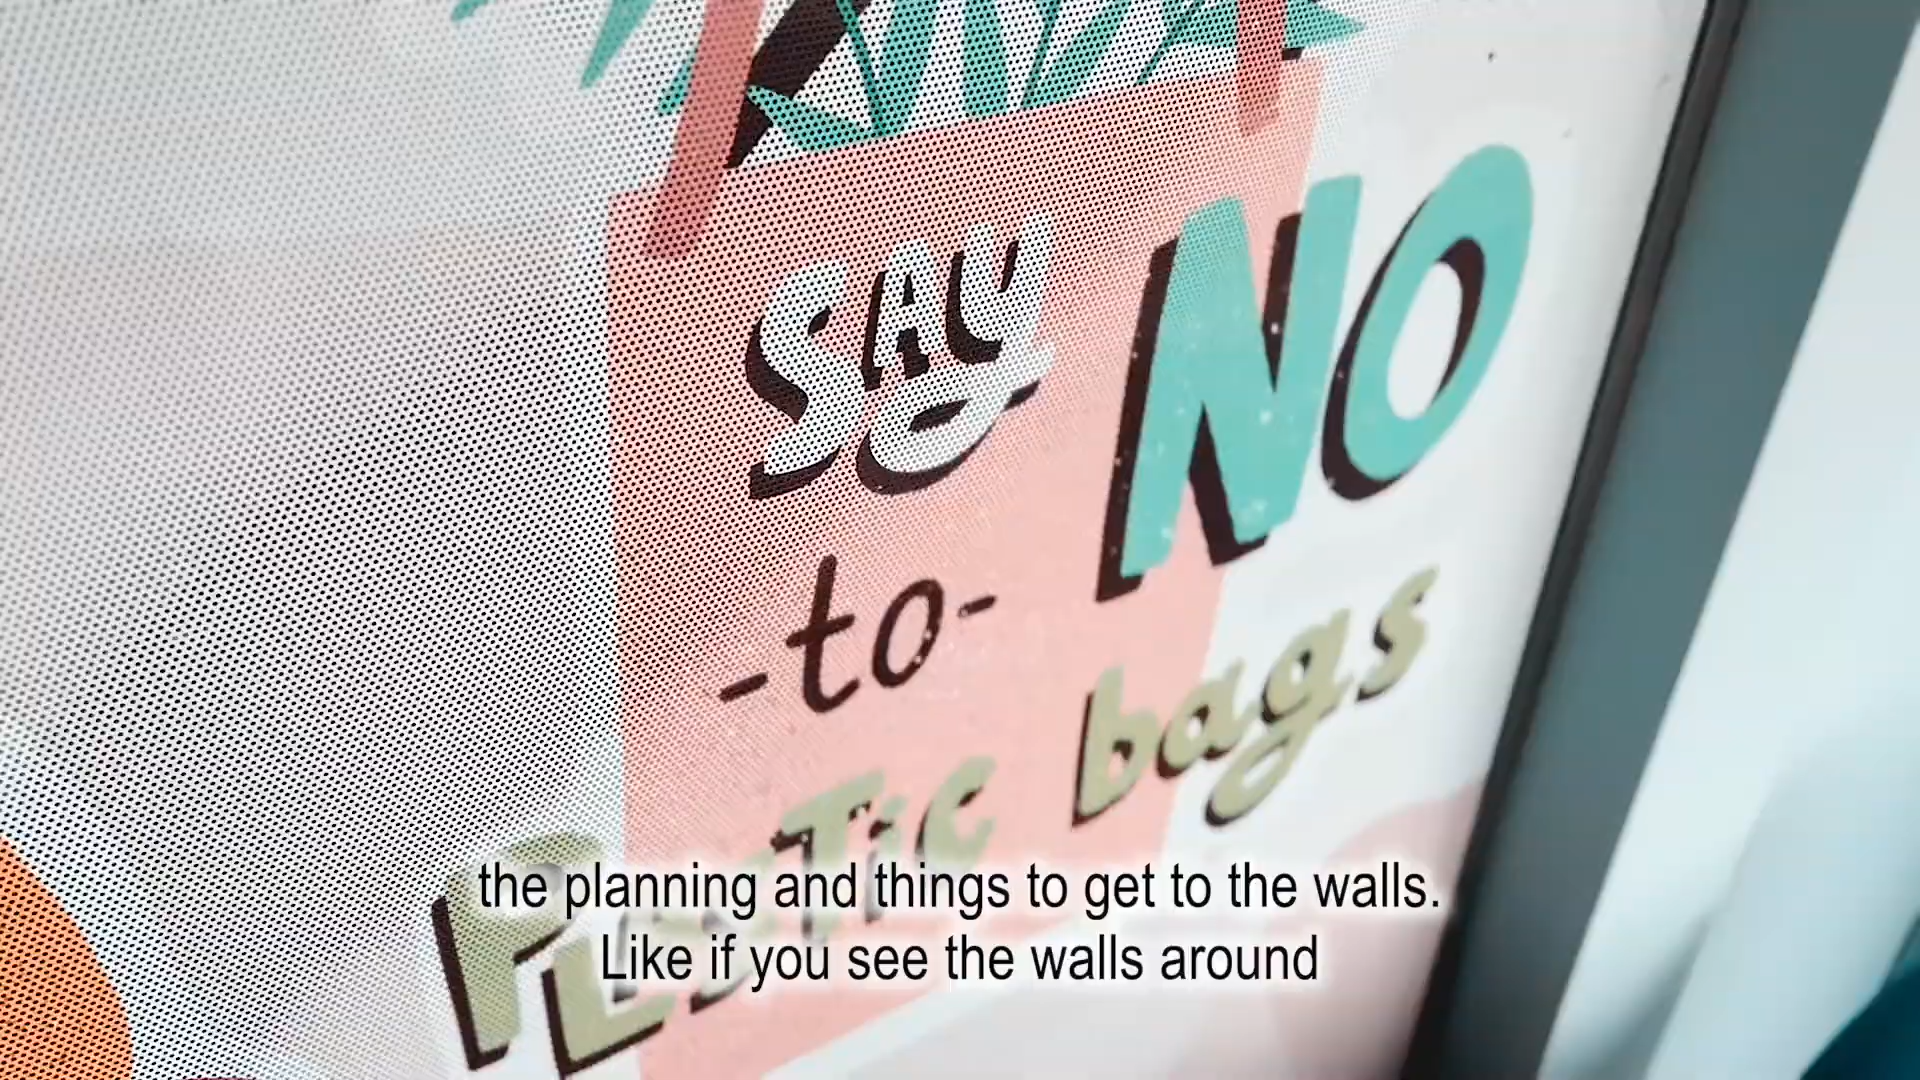 SAY NO
-to-
PLasTic bags
the planning and things to get to the walls.
Like if you see the walls around